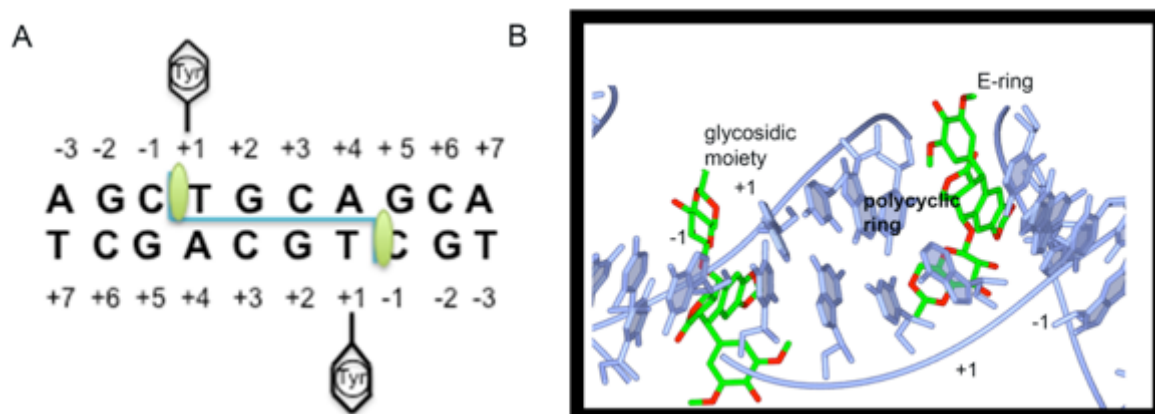 A
B
Tyr
-3 -2 -1 +1 +2 +3 +4 +5 +6 +7
A G C T G C A G C A
T C G A C G T C G T
+7 +6 +5 +4 +3 +2 +1 -1 -2 -3
Tyr
E-ring
glycosidic
moiety
+1
polycyclic
ring
-1
-1
+1